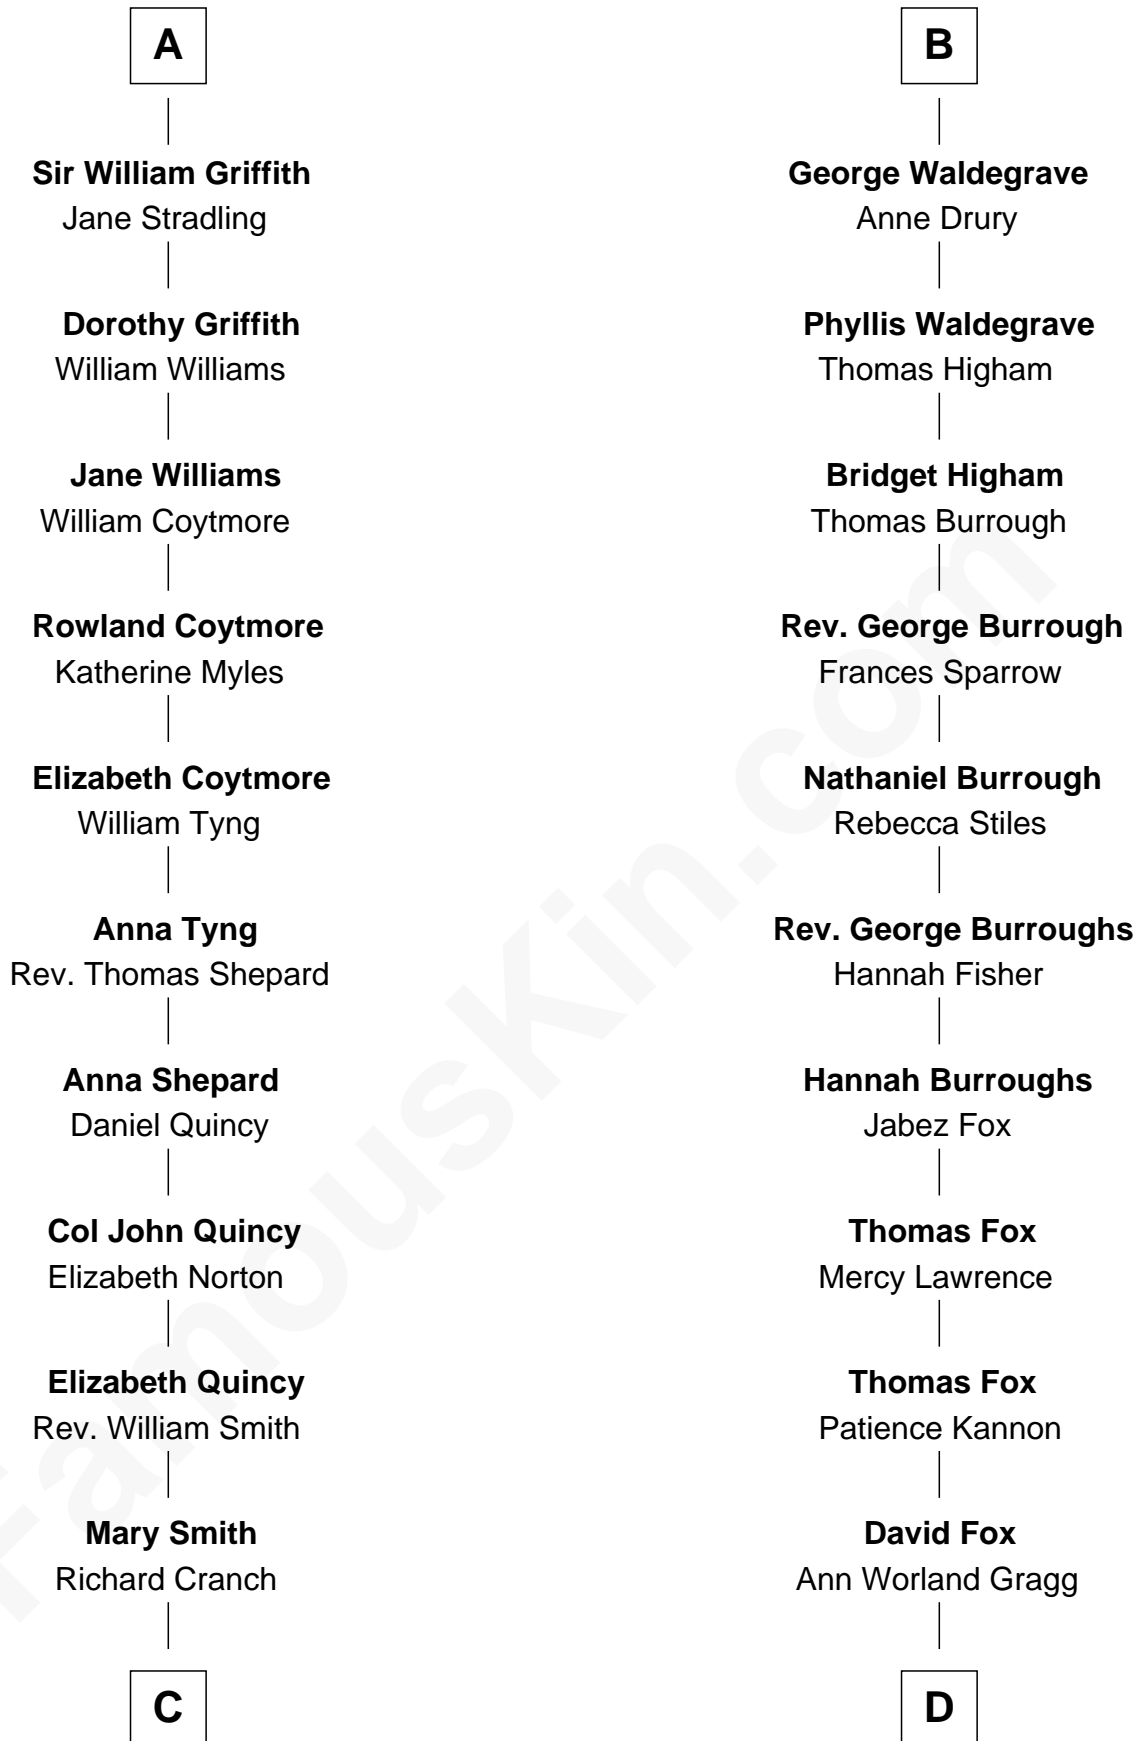 A
Sir William Griffith
Jane Stradling
Dorothy Griffith
William Williams
Jane Williams
William Coytmore
Rowland Coytmore
Katherine Myles
Elizabeth Coytmore
William Tyng
Anna Tyng
Rev. Thomas Shepard
Anna Shepard
Daniel Quincy
Col John Quincy
Elizabeth Norton
Elizabeth Quincy
Rev. William Smith
Mary Smith
Richard Cranch
C
B
George Waldegrave
Anne Drury
Phyllis Waldegrave
Thomas Higham
Bridget Higham
Thomas Burrough
Rev. George Burrough
Frances Sparrow
Nathaniel Burrough
Rebecca Stiles
Rev. George Burroughs
Hannah Fisher
Hannah Burroughs
Jabez Fox
Thomas Fox
Mercy Lawrence
Thomas Fox
Patience Kannon
David Fox
Ann Worland Gragg
D
FamousKin.com